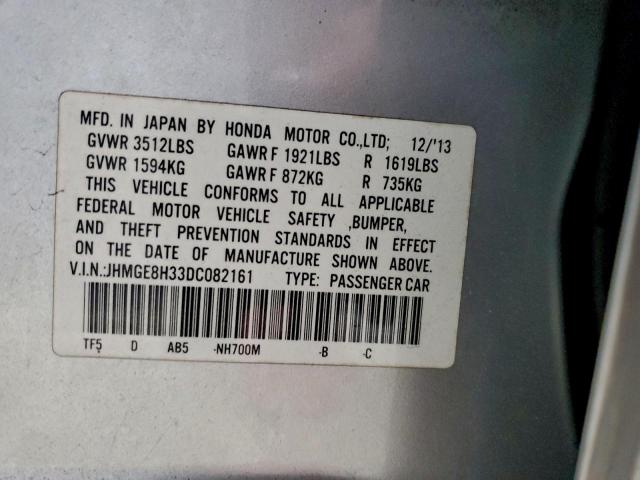 MFD. IN JAPAN BY HONDA MOTOR CO.,LTD; 12/'13
GVWR 3512LBS GAWR F 1921LBS R 1619LBS
GVWR 1594KG GAWR F 872KG R 735KG
THIS VEHICLE CONFORMS TO ALL APPLICABLE
FEDERAL MOTOR VEHICLE SAFETY ,BUMPER,
AND THEFT PREVENTION STANDARDS IN EFFECT
ON THE DATE OF MANUFACTURE SHOWN ABOVE.
V.I.N.:JHMGE8H33DC082161 TYPE: PASSENGER CAR
TF5 D AB5 -NH700M -B -C